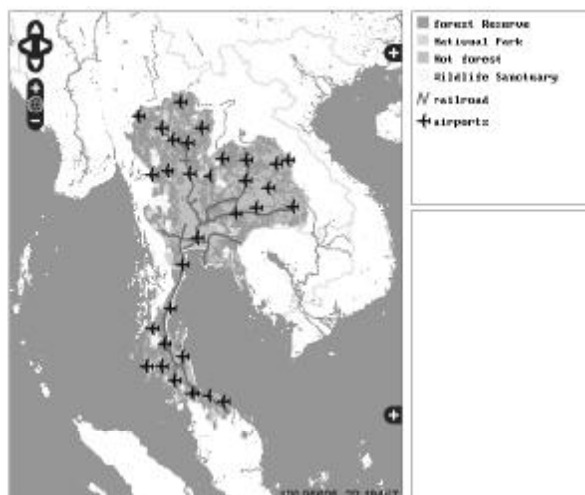 forest Reserve
National Park
Not forest
Wildlife Sanctuary
railroad
airports